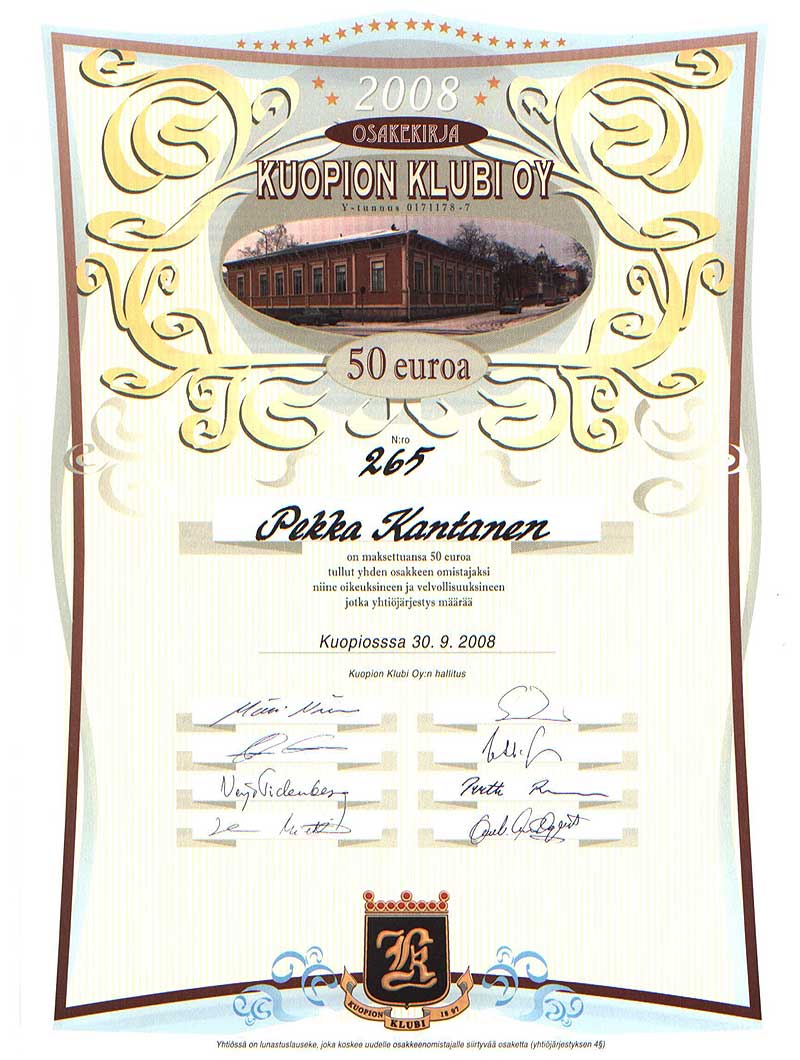 2008
OSAKEKIRJA
KUOPION KLUBI OY
Y-tunnus 0171178-7
50 euroa
N:ro
265
Pekka Kantanen
on maksettuansa 50 euroa
tullut yhden osakkeen omistajaksi
niine oikeuksineen ja velvollisuuksineen
jotka yhtiöjärjestys määrää
Kuopiosssa 30. 9. 2008
Kuopion Klubi Oy:n hallitus
K
KUOPION KLUBI 1897
Yhtiössä on lunastuslauseke, joka koskee uudelle osakkeenomistajalle siirtyvää osaketta (yhtiöjärjestyksen 4§)